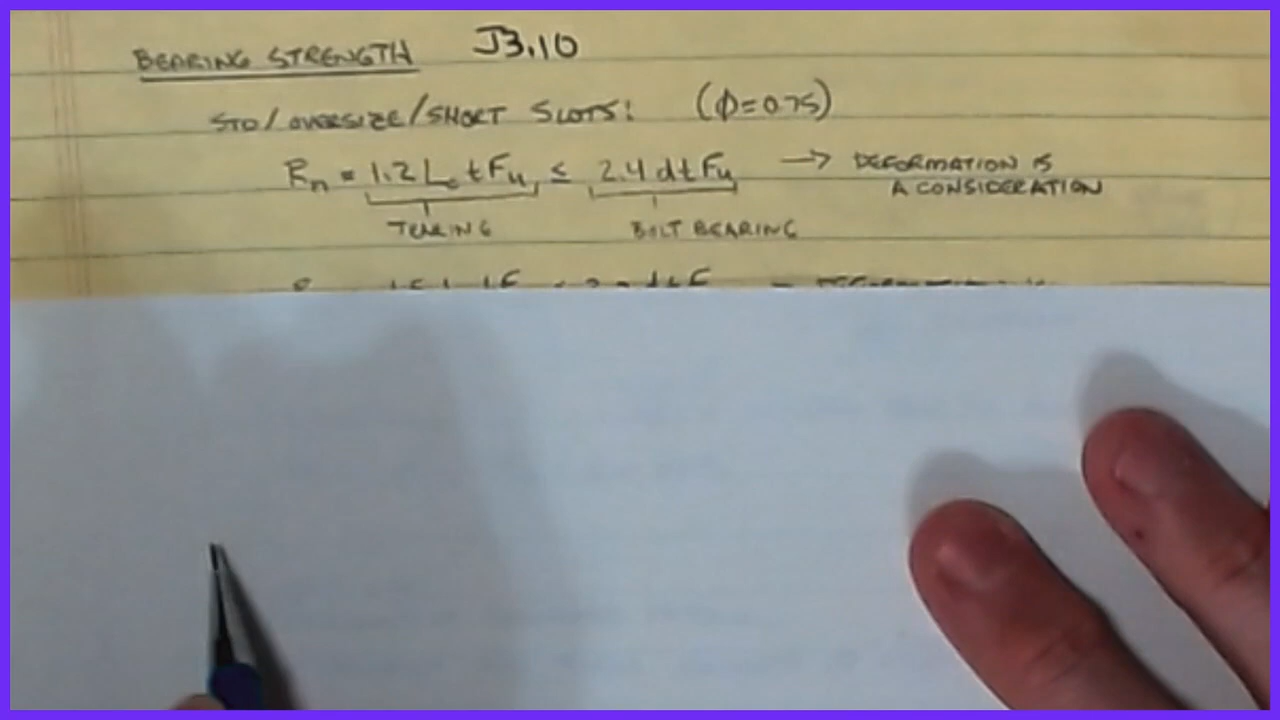 BEARING STRENGTH J3.10
STD/OVERSIZE/SHORT SLOTS: (Φ=0.75)
Rn = 1.2 Lc t Fu ≤ 2.4 d t Fu → DEFORMATION IS
A CONSIDERATION
TEARING BOLT BEARING